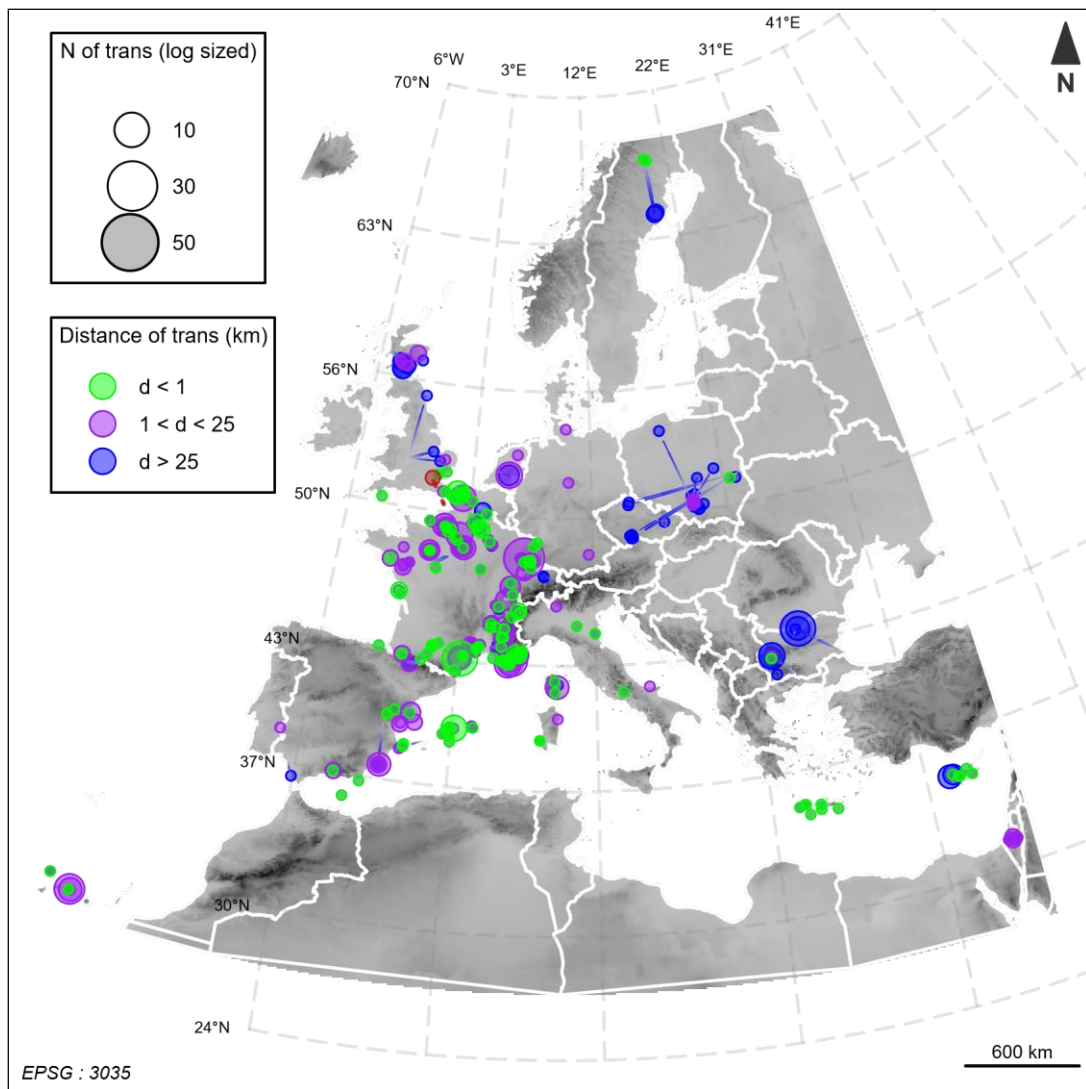 N of trans (log sized)
10
30
50
Distance of trans (km)
d < 1
1 < d < 25
d > 25
6°W
3°E
12°E
22°E
31°E
41°E
70°N
63°N
56°N
50°N
43°N
37°N
30°N
24°N
N
600 km
EPSG : 3035